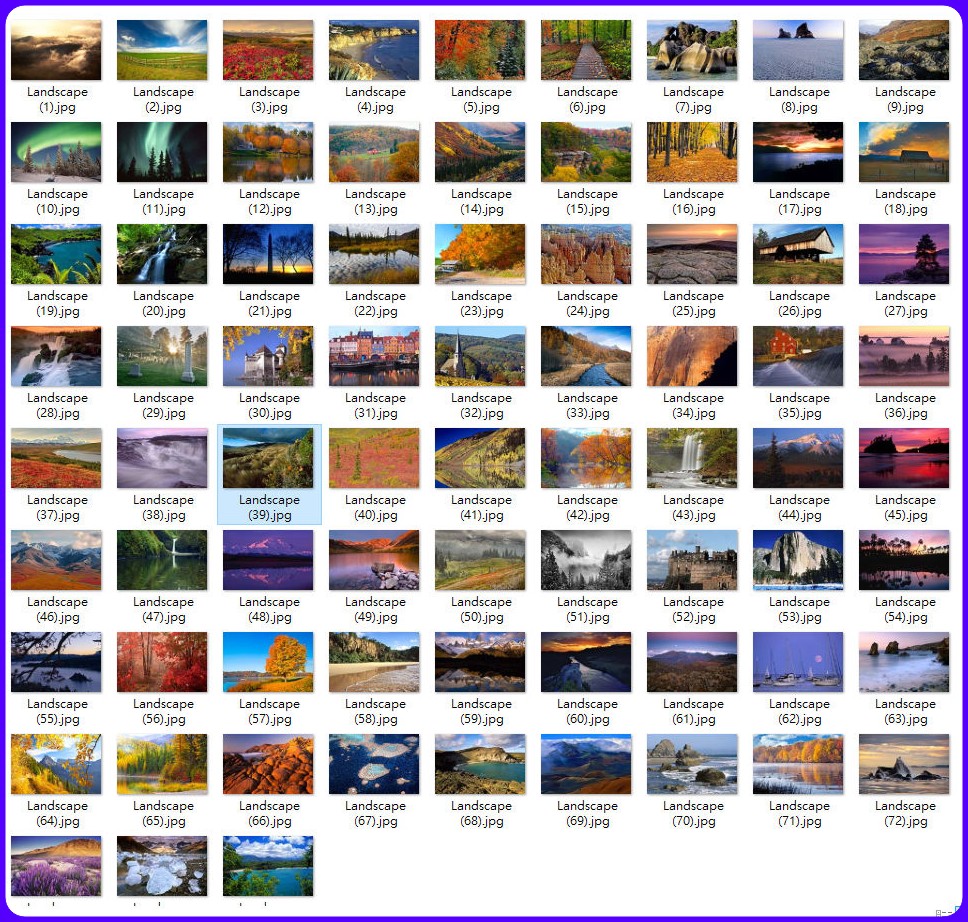 Landscape Landscape Landscape Landscape Landscape Landscape Landscape Landscape Landscape
(1).jpg (2).jpg (3).jpg (4).jpg (5).jpg (6).jpg (7).jpg (8).jpg (9).jpg
Landscape Landscape Landscape Landscape Landscape Landscape Landscape Landscape Landscape
(10).jpg (11).jpg (12).jpg (13).jpg (14).jpg (15).jpg (16).jpg (17).jpg (18).jpg
Landscape Landscape Landscape Landscape Landscape Landscape Landscape Landscape Landscape
(19).jpg (20).jpg (21).jpg (22).jpg (23).jpg (24).jpg (25).jpg (26).jpg (27).jpg
Landscape Landscape Landscape Landscape Landscape Landscape Landscape Landscape Landscape
(28).jpg (29).jpg (30).jpg (31).jpg (32).jpg (33).jpg (34).jpg (35).jpg (36).jpg
Landscape Landscape Landscape Landscape Landscape Landscape Landscape Landscape Landscape
(37).jpg (38).jpg (39).jpg (40).jpg (41).jpg (42).jpg (43).jpg (44).jpg (45).jpg
Landscape Landscape Landscape Landscape Landscape Landscape Landscape Landscape Landscape
(46).jpg (47).jpg (48).jpg (49).jpg (50).jpg (51).jpg (52).jpg (53).jpg (54).jpg
Landscape Landscape Landscape Landscape Landscape Landscape Landscape Landscape Landscape
(55).jpg (56).jpg (57).jpg (58).jpg (59).jpg (60).jpg (61).jpg (62).jpg (63).jpg
Landscape Landscape Landscape Landscape Landscape Landscape Landscape Landscape Landscape
(64).jpg (65).jpg (66).jpg (67).jpg (68).jpg (69).jpg (70).jpg (71).jpg (72).jpg